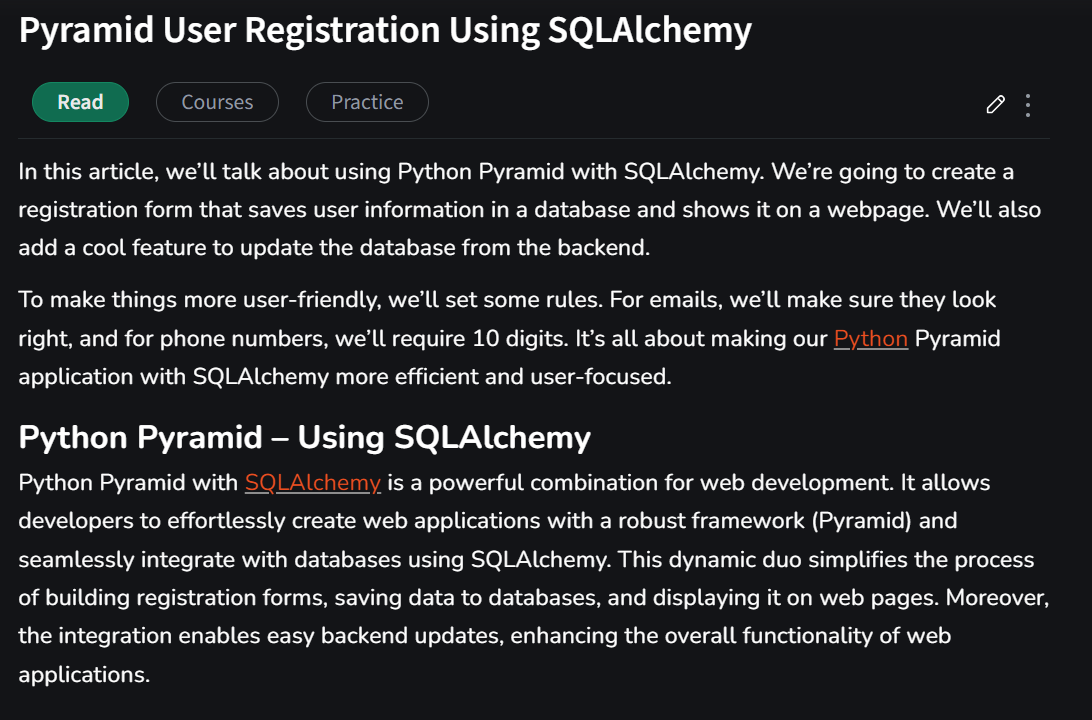 Pyramid User Registration Using SQLAlchemy
Read
Courses
Practice
In this article, we’ll talk about using Python Pyramid with SQLAlchemy. We’re going to create a
registration form that saves user information in a database and shows it on a webpage. We’ll also
add a cool feature to update the database from the backend.
To make things more user-friendly, we’ll set some rules. For emails, we’ll make sure they look
right, and for phone numbers, we’ll require 10 digits. It’s all about making our Python Pyramid
application with SQLAlchemy more efficient and user-focused.
Python Pyramid – Using SQLAlchemy
Python Pyramid with SQLAlchemy is a powerful combination for web development. It allows
developers to effortlessly create web applications with a robust framework (Pyramid) and
seamlessly integrate with databases using SQLAlchemy. This dynamic duo simplifies the process
of building registration forms, saving data to databases, and displaying it on web pages. Moreover,
the integration enables easy backend updates, enhancing the overall functionality of web
applications.